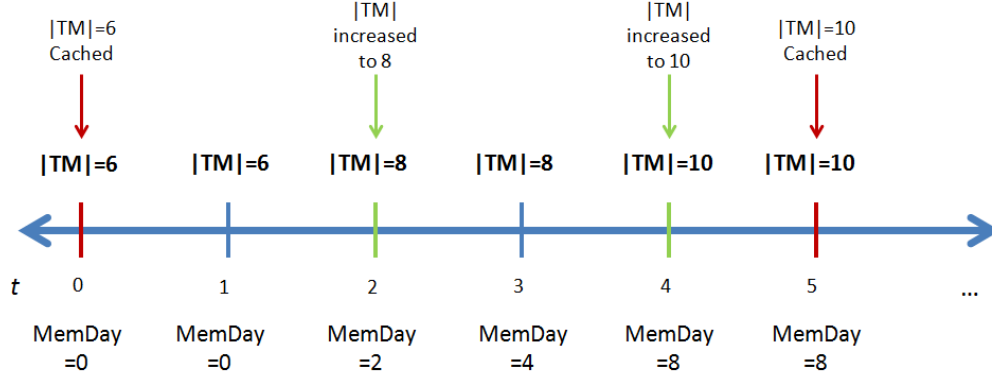 |TM|=6
Cached
|TM|
increased
to 8
|TM|
increased
to 10
|TM|=10
Cached
|TM|=6 |TM|=6 |TM|=8 |TM|=8 |TM|=10 |TM|=10
t 0 1 2 3 4 5 ...
MemDay MemDay MemDay MemDay MemDay MemDay
=0 =0 =2 =4 =8 =8